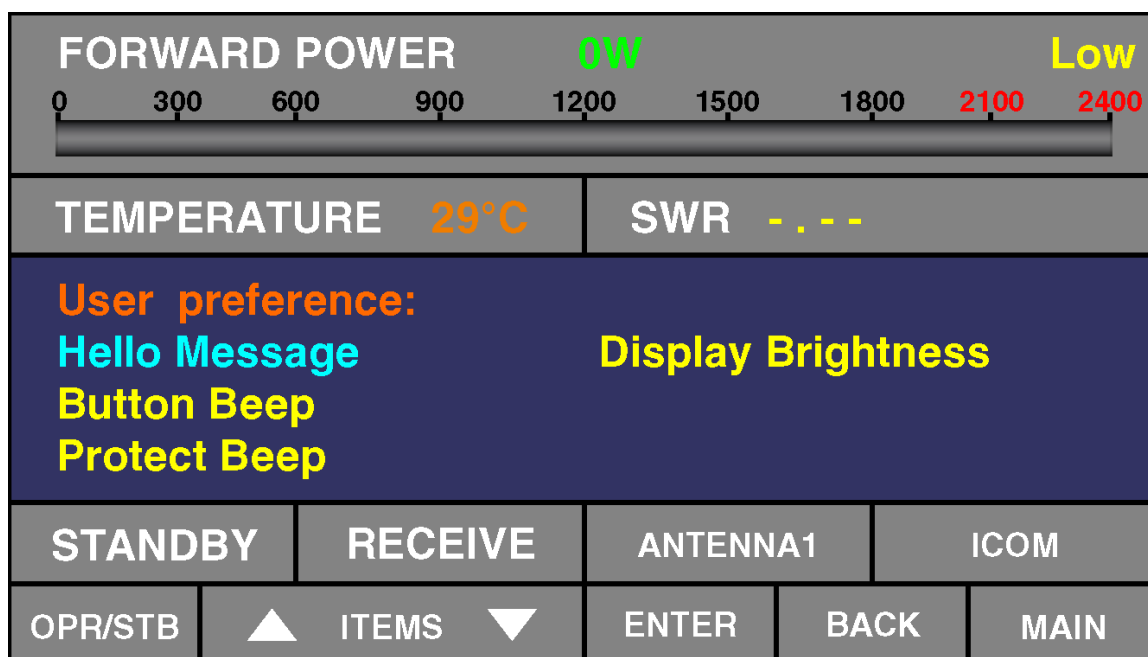 FORWARD POWER 0W Low
0 300 600 900 1200 1500 1800 2100 2400
TEMPERATURE 29°C SWR -.--
User preference:
Hello Message Display Brightness
Button Beep
Protect Beep
STANDBY RECEIVE ANTENNA1 ICOM
OPR/STB ▲ ITEMS ▼ ENTER BACK MAIN